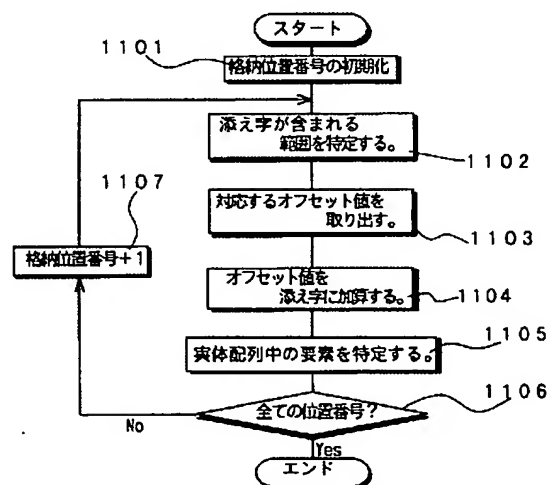 スタート
1101
格納位置番号の初期化
添え字が含まれる
範囲を特定する。
1102
1107
対応するオフセット値を
取り出す。
1103
格納位置番号+1
オフセット値を
添え字に加算する。
1104
実体配列中の要素を特定する。
1105
全ての位置番号?
1106
No
Yes
エンド